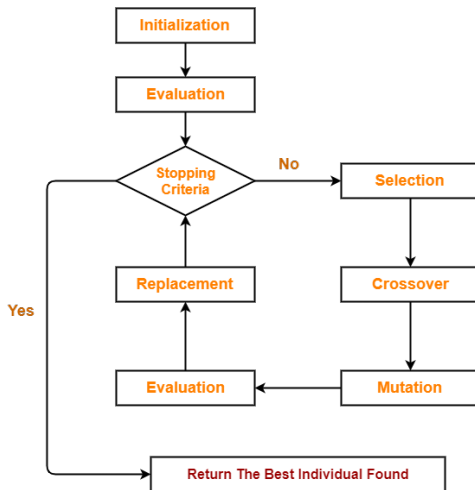 Initialization
Evaluation
Stopping
Criteria
No
Selection
Replacement
Crossover
Yes
Evaluation
Mutation
Return The Best Individual Found